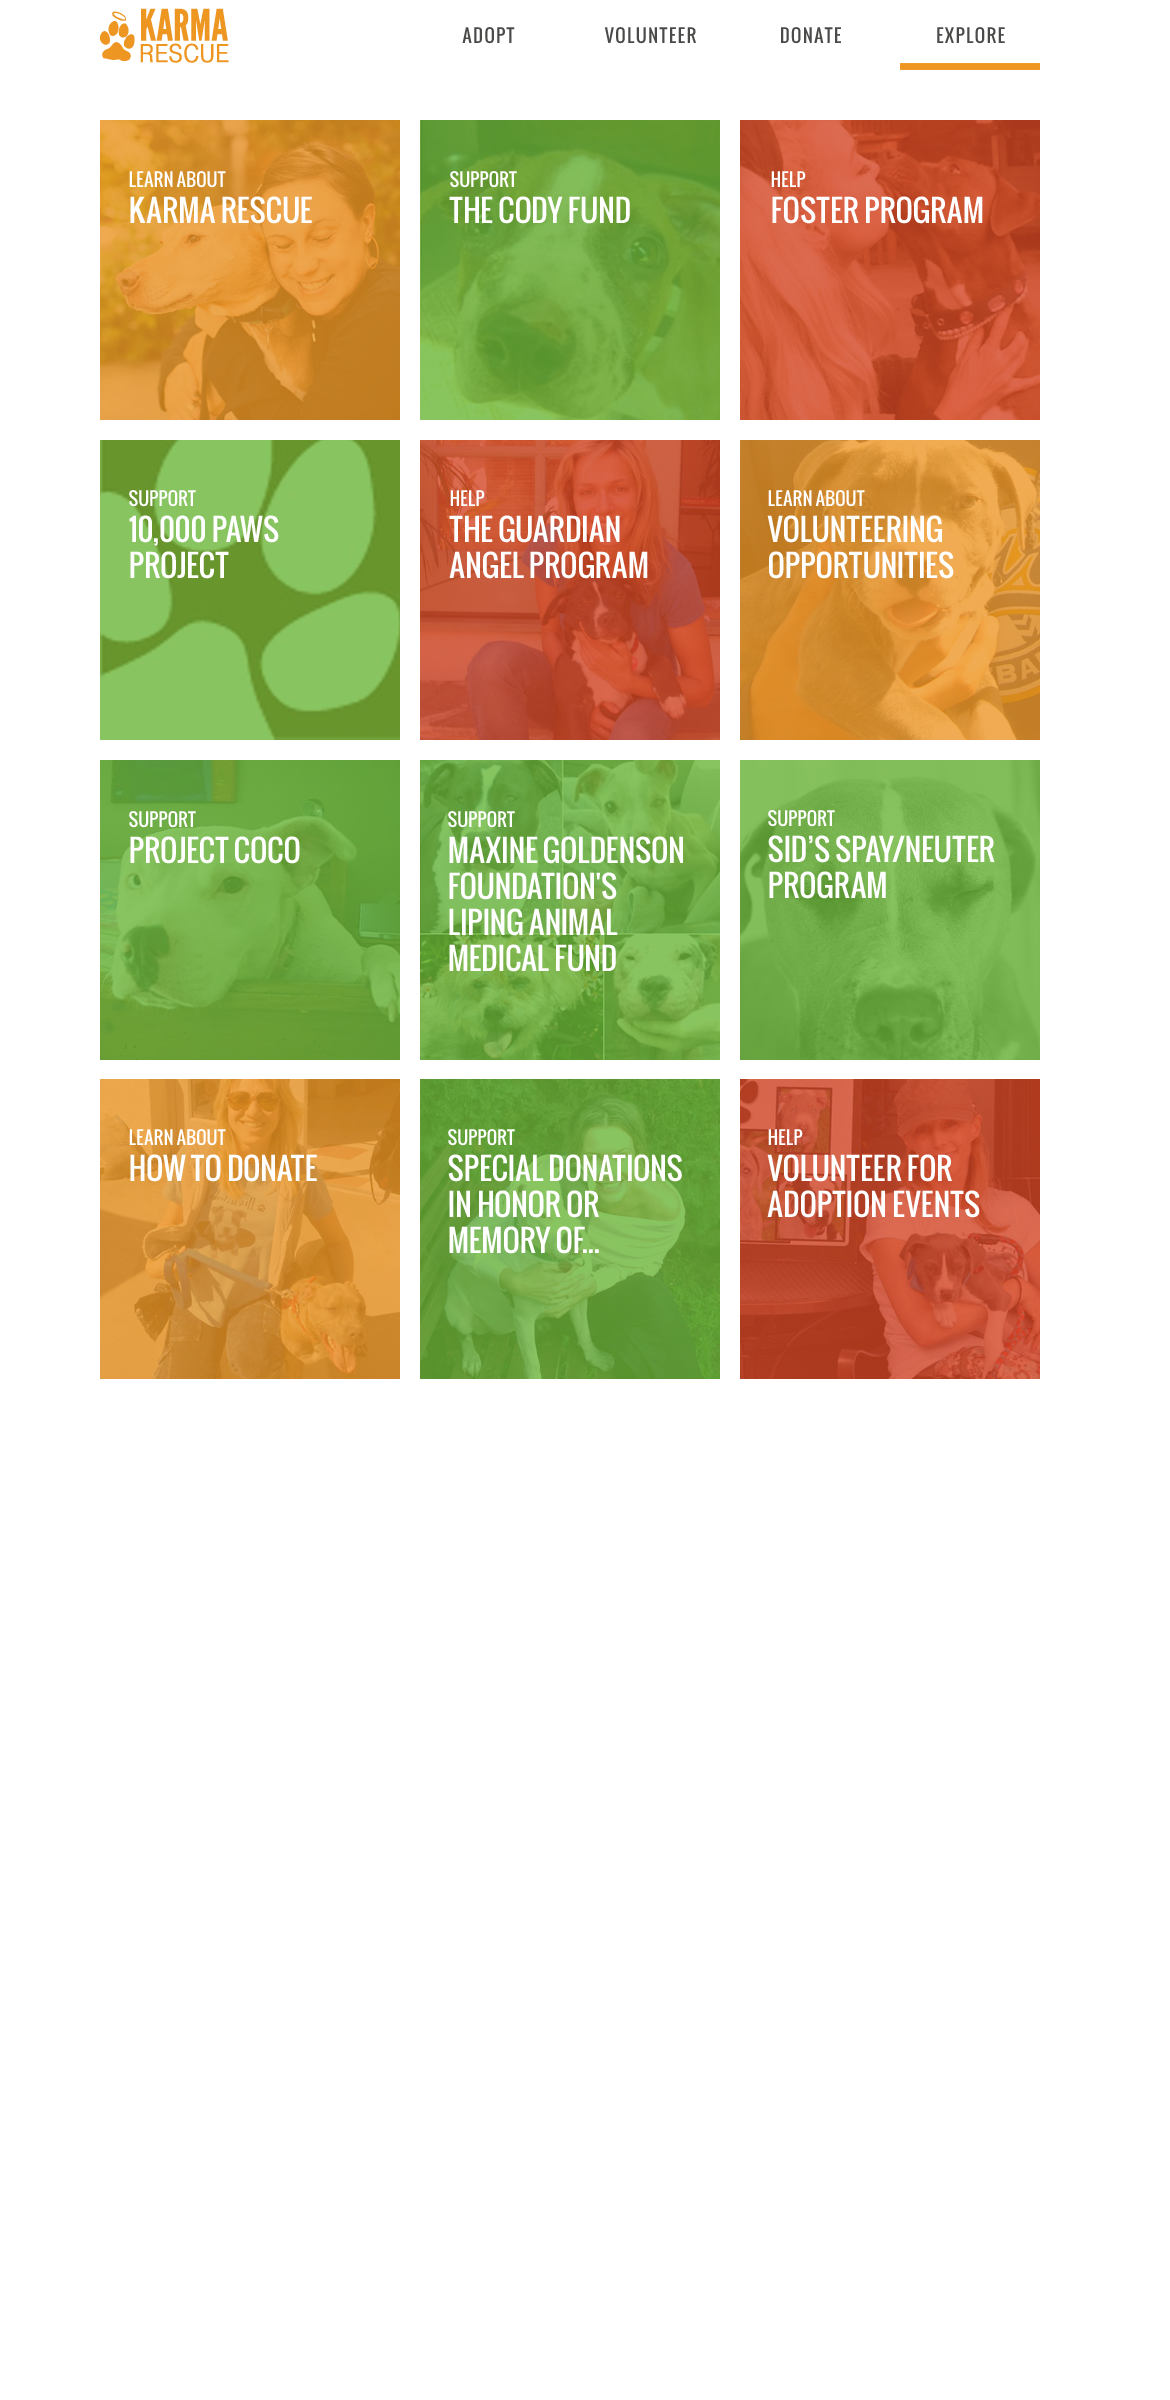 KARMA
RESCUE
ADOPT
VOLUNTEER
DONATE
EXPLORE
LEARN ABOUT
KARMA RESCUE
SUPPORT
THE CODY FUND
HELP
FOSTER PROGRAM
SUPPORT
10,000 PAWS
PROJECT
HELP
THE GUARDIAN
ANGEL PROGRAM
LEARN ABOUT
VOLUNTEERING
OPPORTUNITIES
SUPPORT
PROJECT COCO
SUPPORT
MAXINE GOLDENSON
FOUNDATION'S
LIPING ANIMAL
MEDICAL FUND
SUPPORT
SID'S SPAY/NEUTER
PROGRAM
LEARN ABOUT
HOW TO DONATE
SUPPORT
SPECIAL DONATIONS
IN HONOR OR
MEMORY OF...
HELP
VOLUNTEER FOR
ADOPTION EVENTS